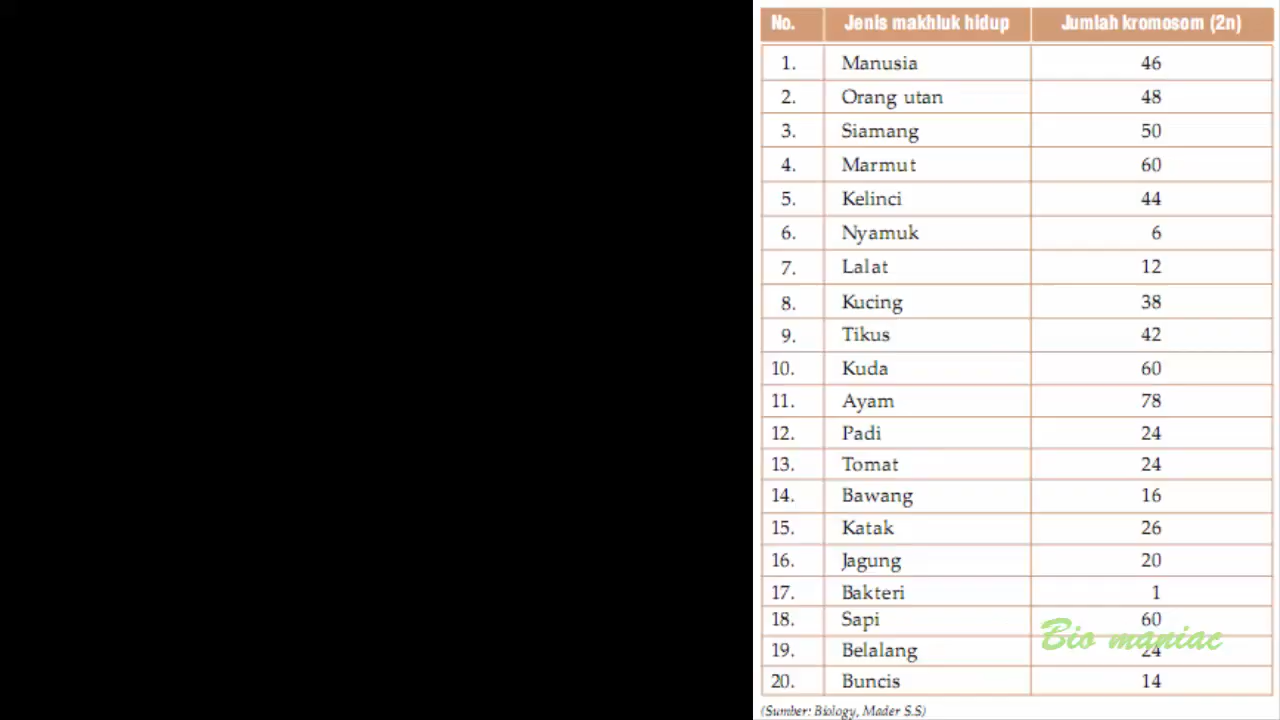 No. Jenis makhluk hidup Jumlah kromosom (2n)
1. Manusia 46
2. Orang utan 48
3. Siamang 50
4. Marmut 60
5. Kelinci 44
6. Nyamuk 6
7. Lalat 12
8. Kucing 38
9. Tikus 42
10. Kuda 60
11. Ayam 78
12. Padi 24
13. Tomat 24
14. Bawang 16
15. Katak 26
16. Jagung 20
17. Bakteri 1
18. Sapi 60
Bio maniac
19. Belalang 24
20. Buncis 14
(Sumber: Biology, Mader S.S)